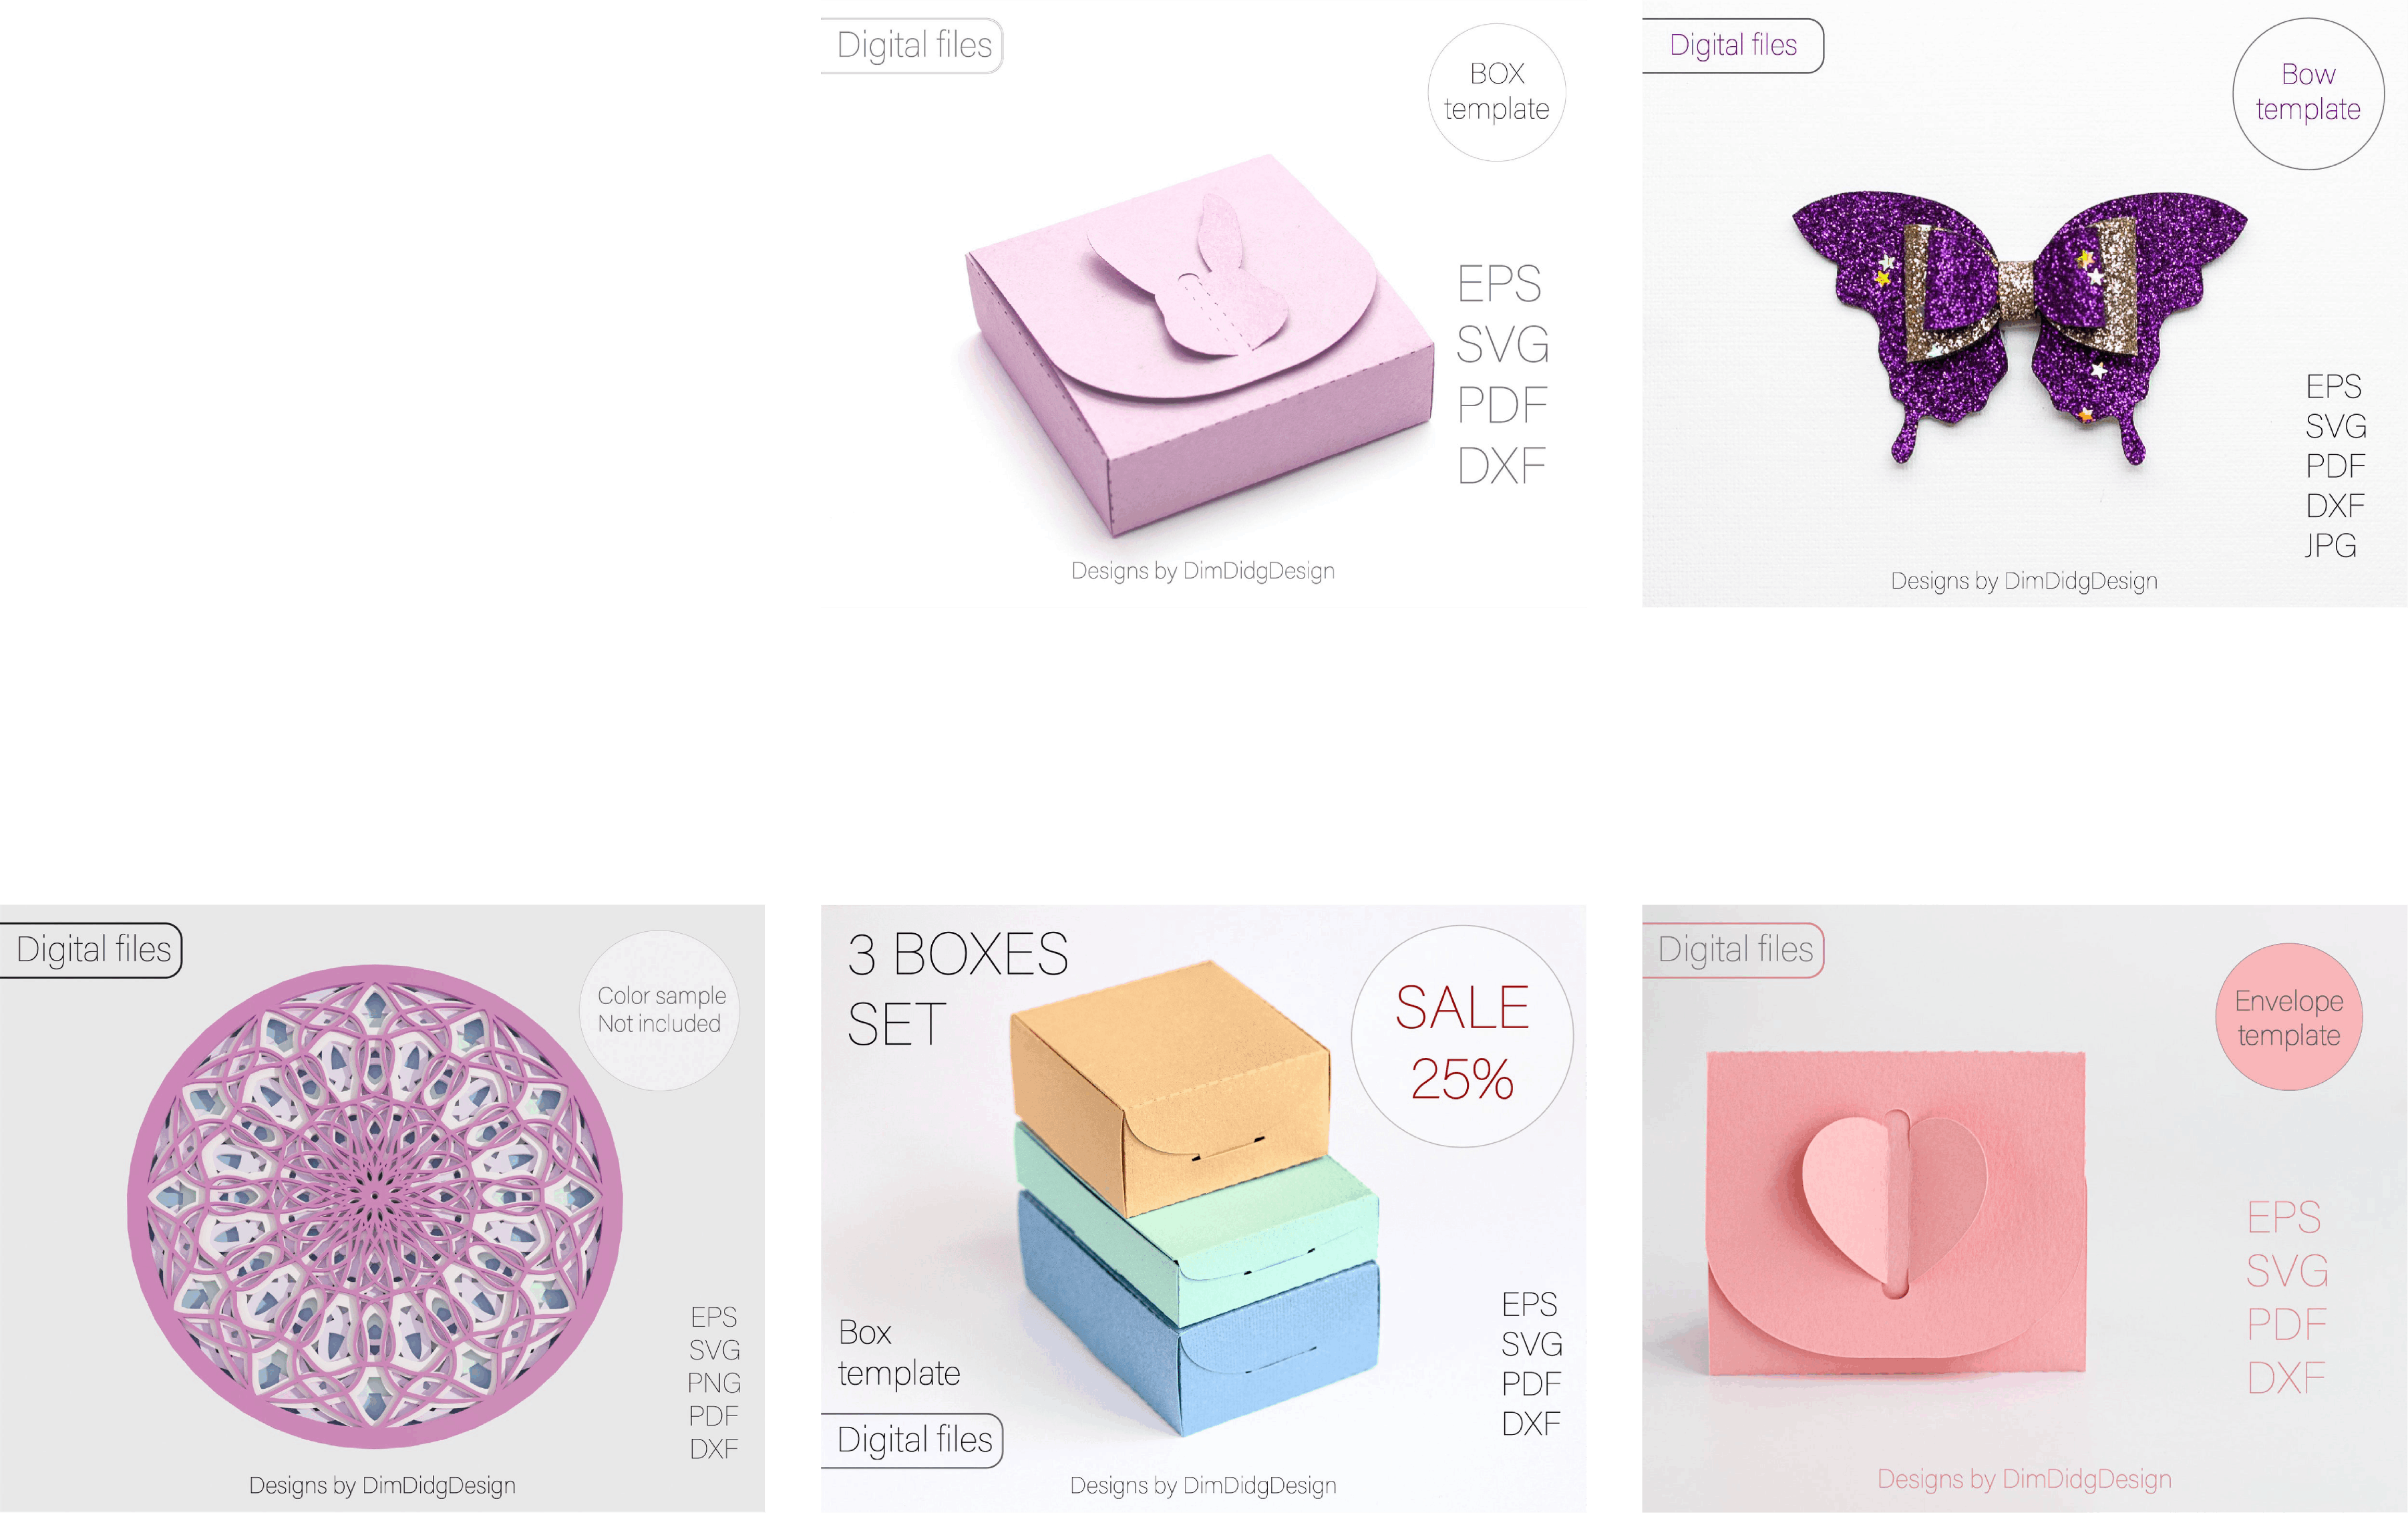 Digital files
BOX
template
EPS
SVG
PDF
DXF
Designs by DimDidgDesign
Digital files
Bow
template
EPS
SVG
PDF
DXF
JPG
Designs by DimDidgDesign
Digital files
Color sample
Not included
EPS
SVG
PNG
PDF
DXF
Designs by DimDidgDesign
3 BOXES
SET
SALE
25%
Box
template
Digital files
EPS
SVG
PDF
DXF
Designs by DimDidgDesign
Digital files
Envelope
template
EPS
SVG
PDF
DXF
Designs by DimDidgDesign